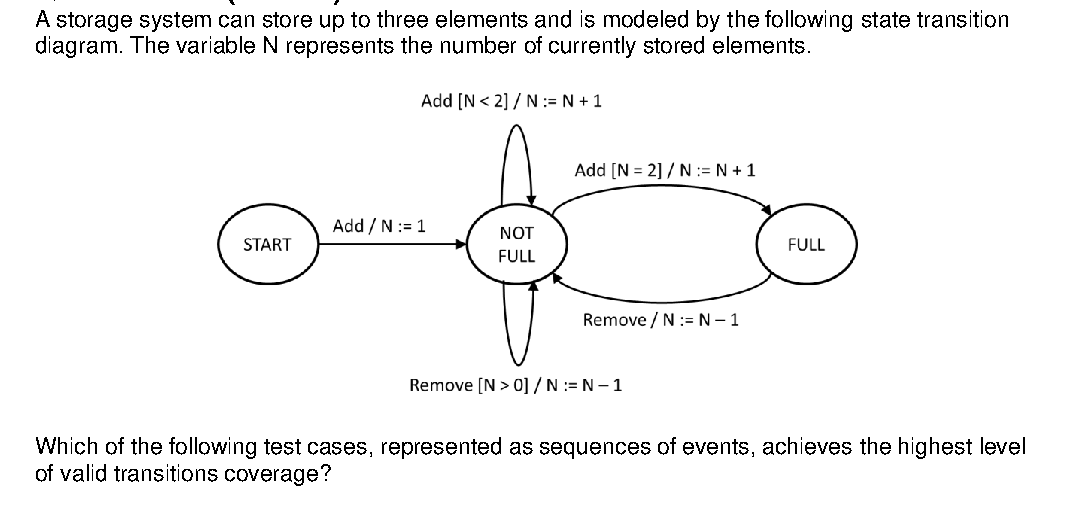 A storage system can store up to three elements and is modeled by the following state transition
diagram. The variable N represents the number of currently stored elements.
Add [N < 2] / N := N + 1
Add [N = 2] / N := N + 1
Add / N := 1
START
NOT
FULL
FULL
Remove / N := N – 1
Remove [N > 0] / N := N – 1
Which of the following test cases, represented as sequences of events, achieves the highest level
of valid transitions coverage?